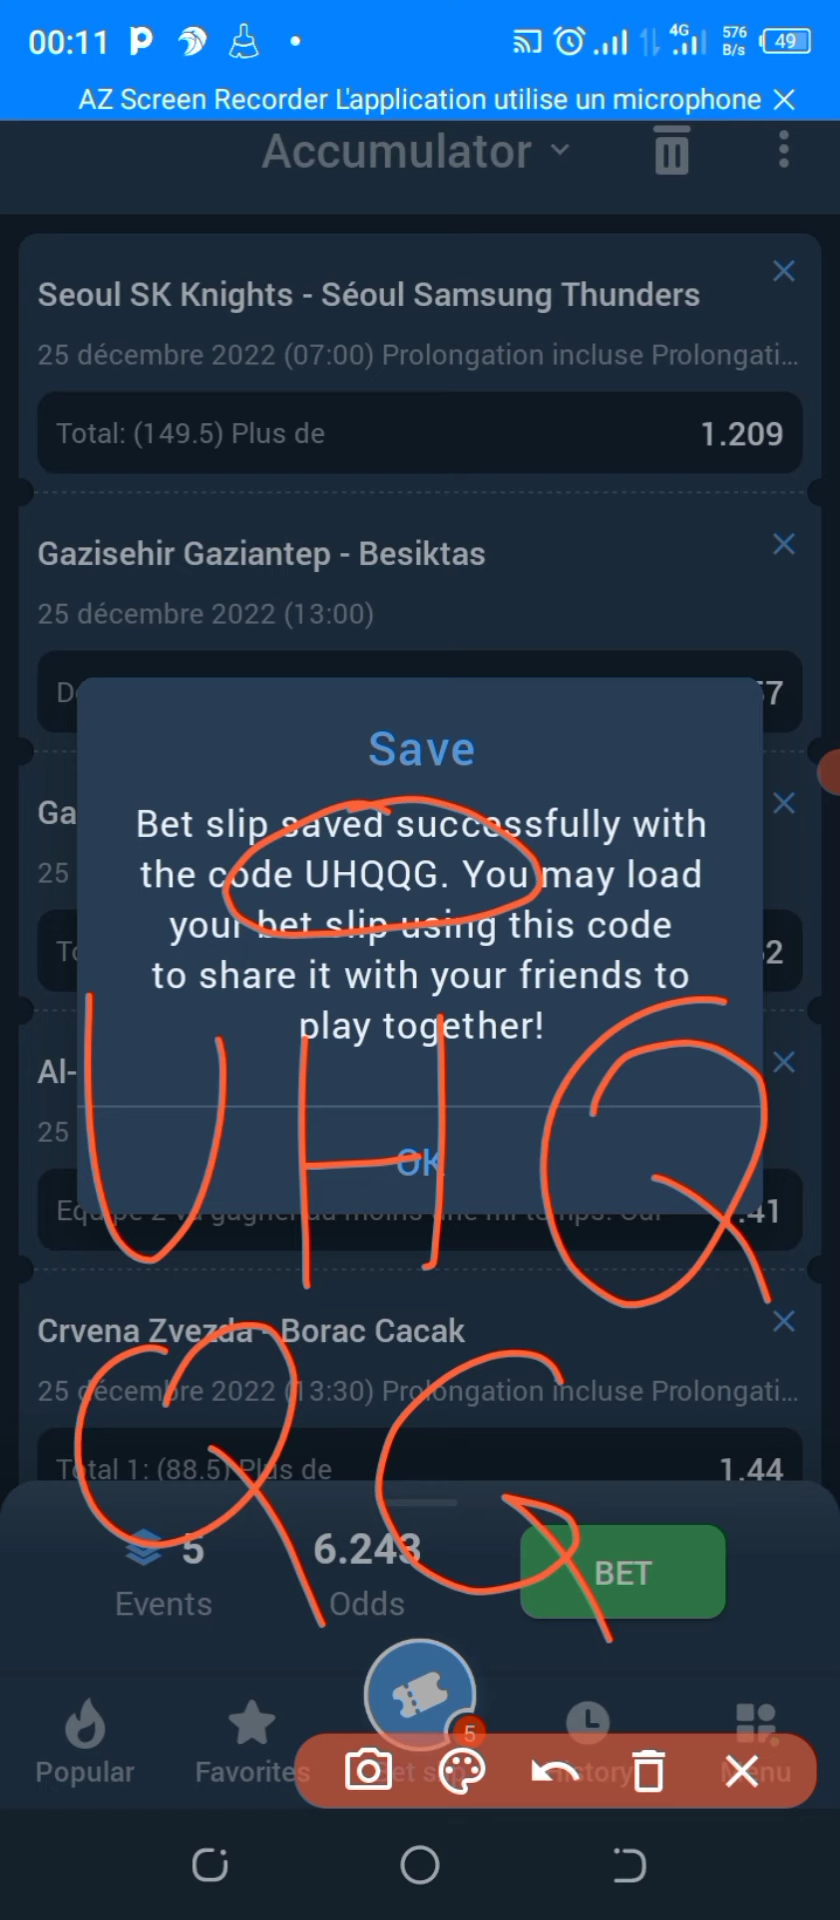 00:11
4G 576 B/s 49
AZ Screen Recorder L'application utilise un microphone
Accumulator
Seoul SK Knights - Séoul Samsung Thunders
25 décembre 2022 (07:00) Prolongation incluse Prolongati...
Total: (149.5) Plus de 1.209
Gazisehir Gaziantep - Besiktas
25 décembre 2022 (13:00)
Save
Bet slip saved successfully with
the code UHQQG. You may load
your bet slip using this code
to share it with your friends to
play together!
OK
U H Q
Q G
Crvena Zvezda - Borac Cacak
25 décembre 2022 (13:30) Prolongation incluse Prolongati...
Total 1: (88.5) Plus de 1.44
5 6.243 BET
Events Odds
5
Popular Favorites Bet slip History Menu